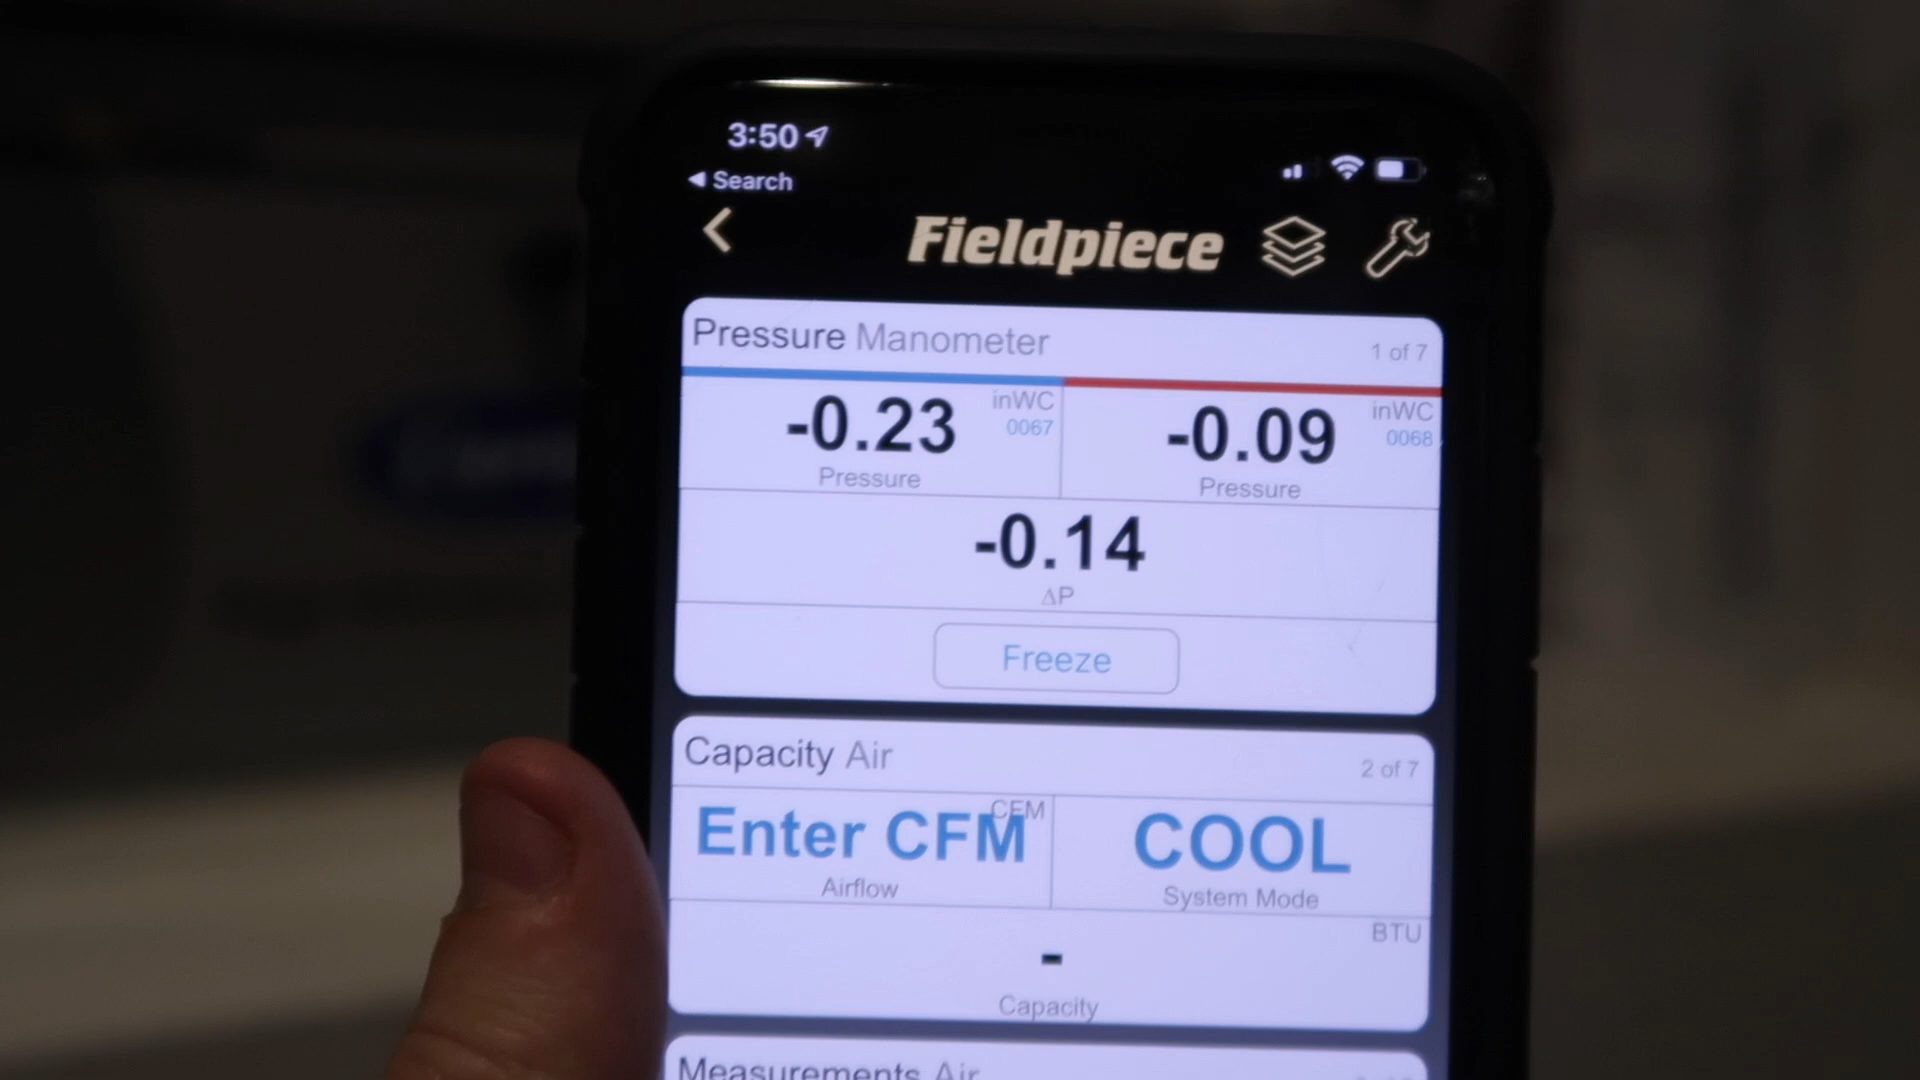 3:50
Search
Fieldpiece
Pressure Manometer
1 of 7
-0.23 inWC
0067
Pressure
-0.09 inWC
0068
Pressure
-0.14
ΔP
Freeze
Capacity Air
2 of 7
Enter CFM
CFM
Airflow
COOL
System Mode
BTU
-
Capacity
Measurements Air